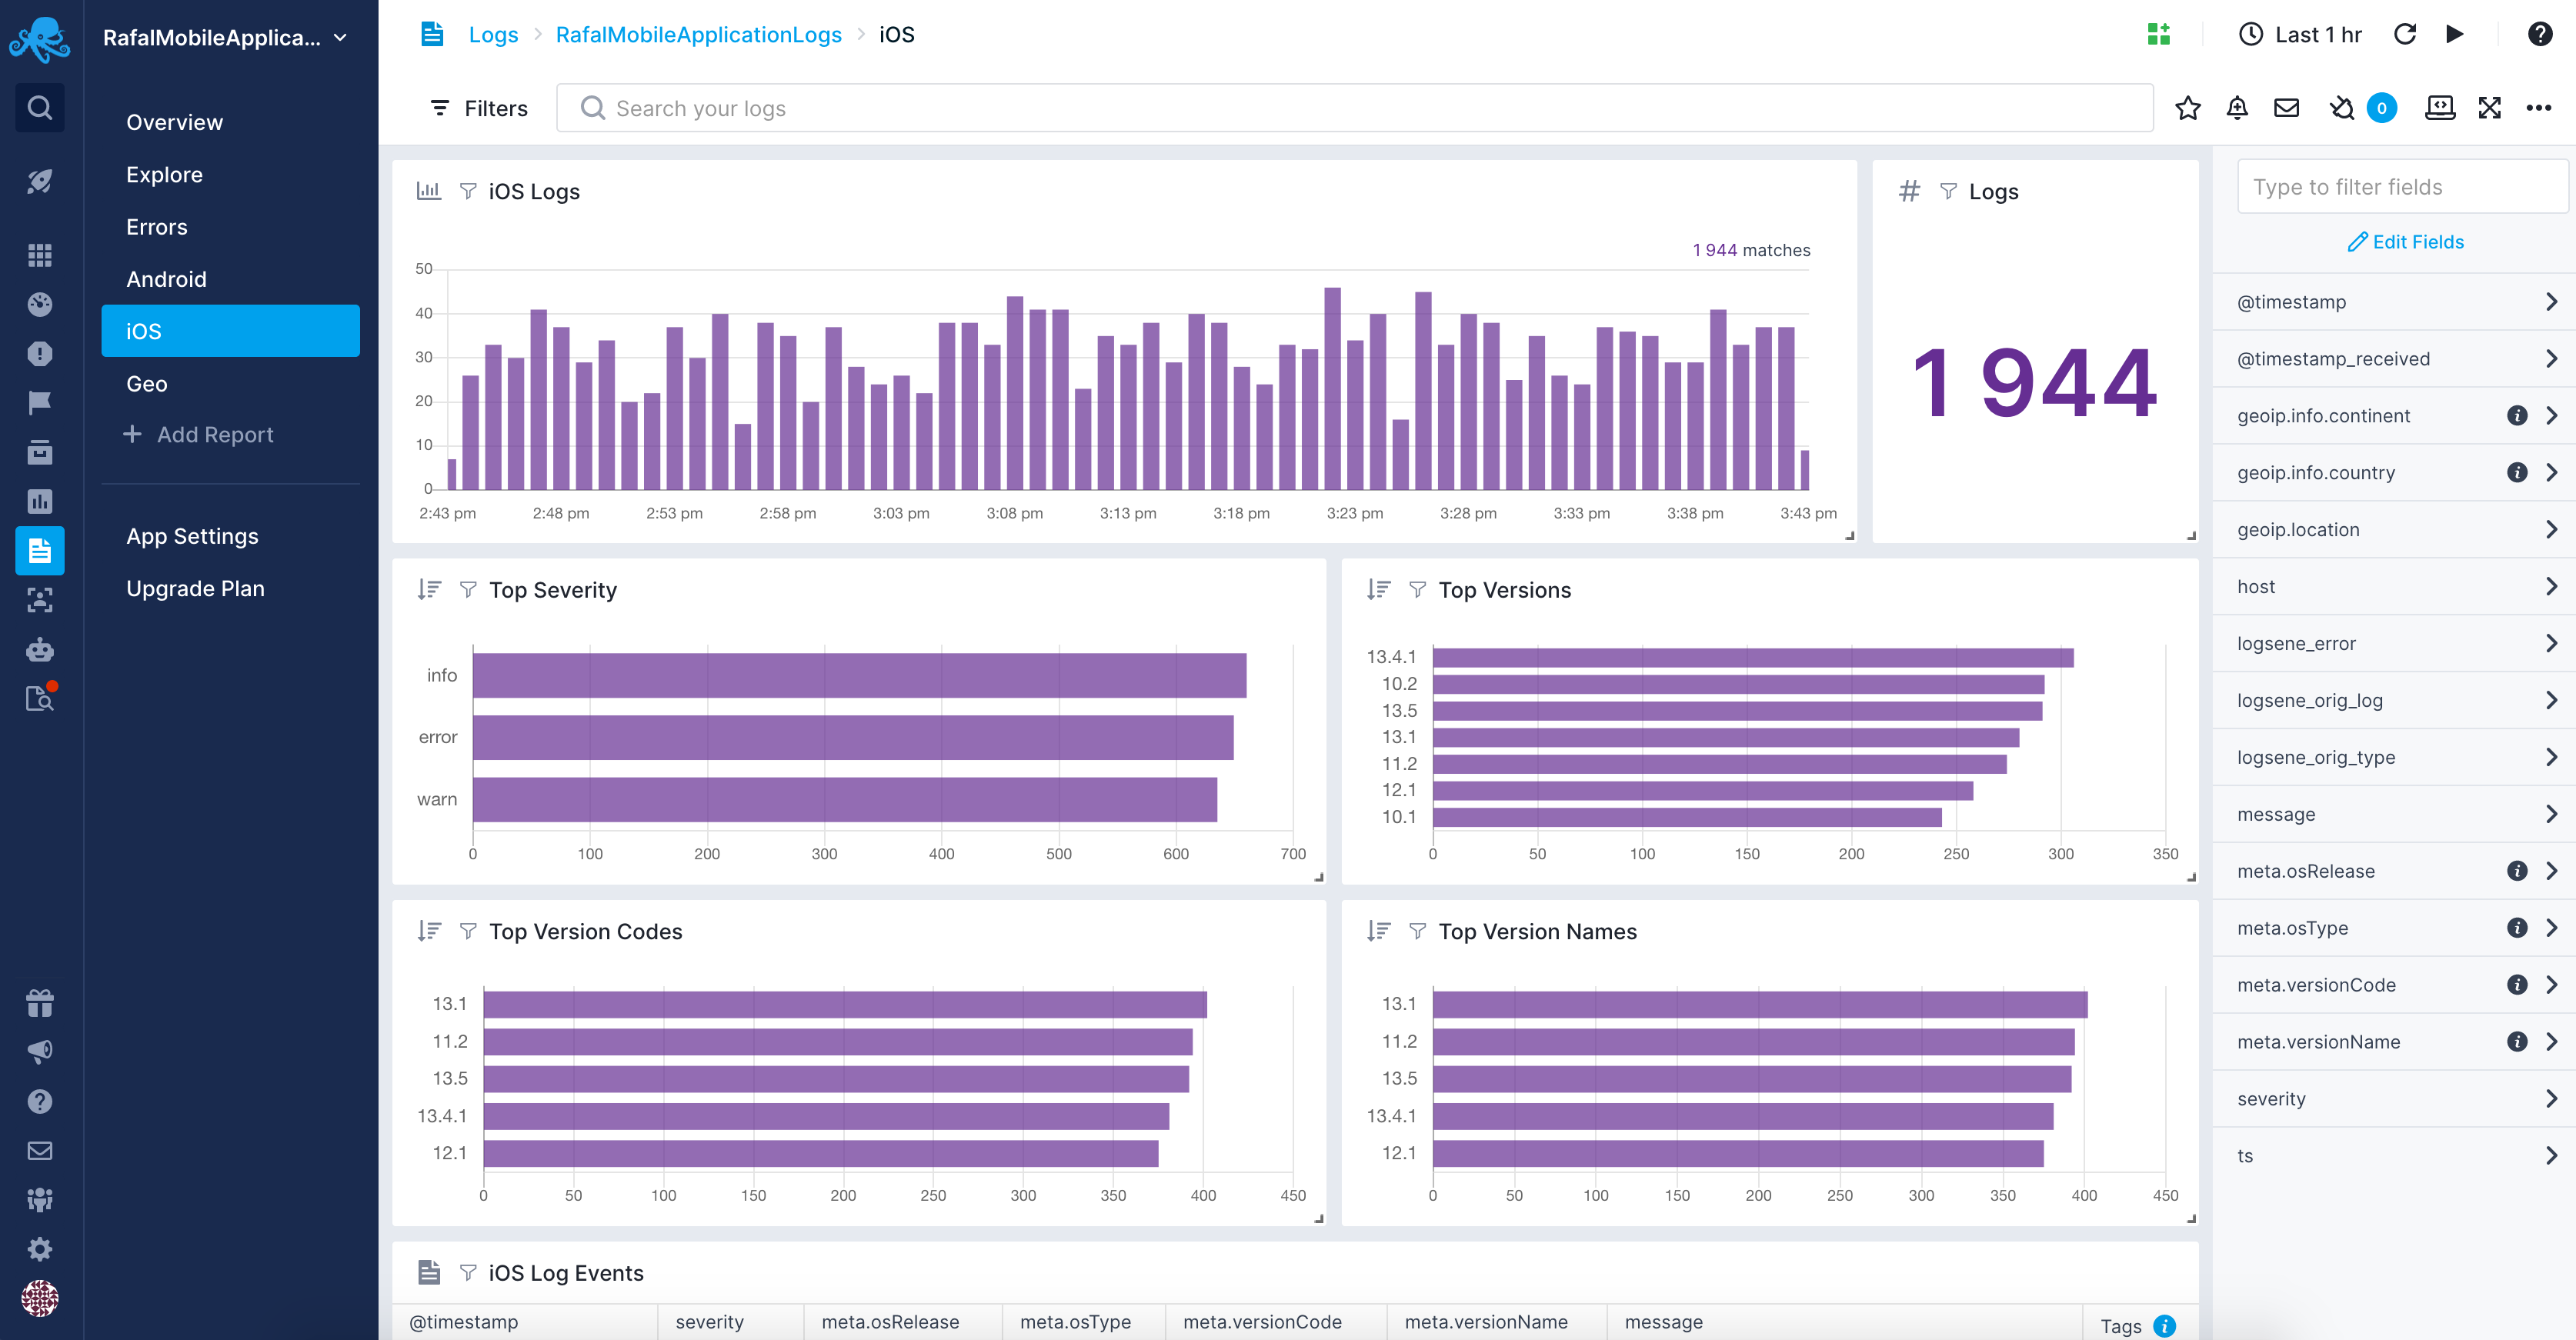 RafalMobileApplica...
Overview
Explore
Errors
Android
iOS
Geo
+ Add Report
App Settings
Upgrade Plan
Logs > RafalMobileApplicationLogs > iOS
Last 1 hr
Filters
Search your logs
0
iOS Logs
1 944 matches
50
40
30
20
10
0
2:43 pm 2:48 pm 2:53 pm 2:58 pm 3:03 pm 3:08 pm 3:13 pm 3:18 pm 3:23 pm 3:28 pm 3:33 pm 3:38 pm 3:43 pm
# Logs
1 944
Top Severity
info
error
warn
0 100 200 300 400 500 600 700
Top Versions
13.4.1
10.2
13.5
13.1
11.2
12.1
10.1
0 50 100 150 200 250 300 350
Top Version Codes
13.1
11.2
13.5
13.4.1
12.1
0 50 100 150 200 250 300 350 400 450
Top Version Names
13.1
11.2
13.5
13.4.1
12.1
0 50 100 150 200 250 300 350 400 450
iOS Log Events
@timestamp severity meta.osRelease meta.osType meta.versionCode meta.versionName message Tags
Type to filter fields
Edit Fields
@timestamp
@timestamp_received
geoip.info.continent
geoip.info.country
geoip.location
host
logsene_error
logsene_orig_log
logsene_orig_type
message
meta.osRelease
meta.osType
meta.versionCode
meta.versionName
severity
ts